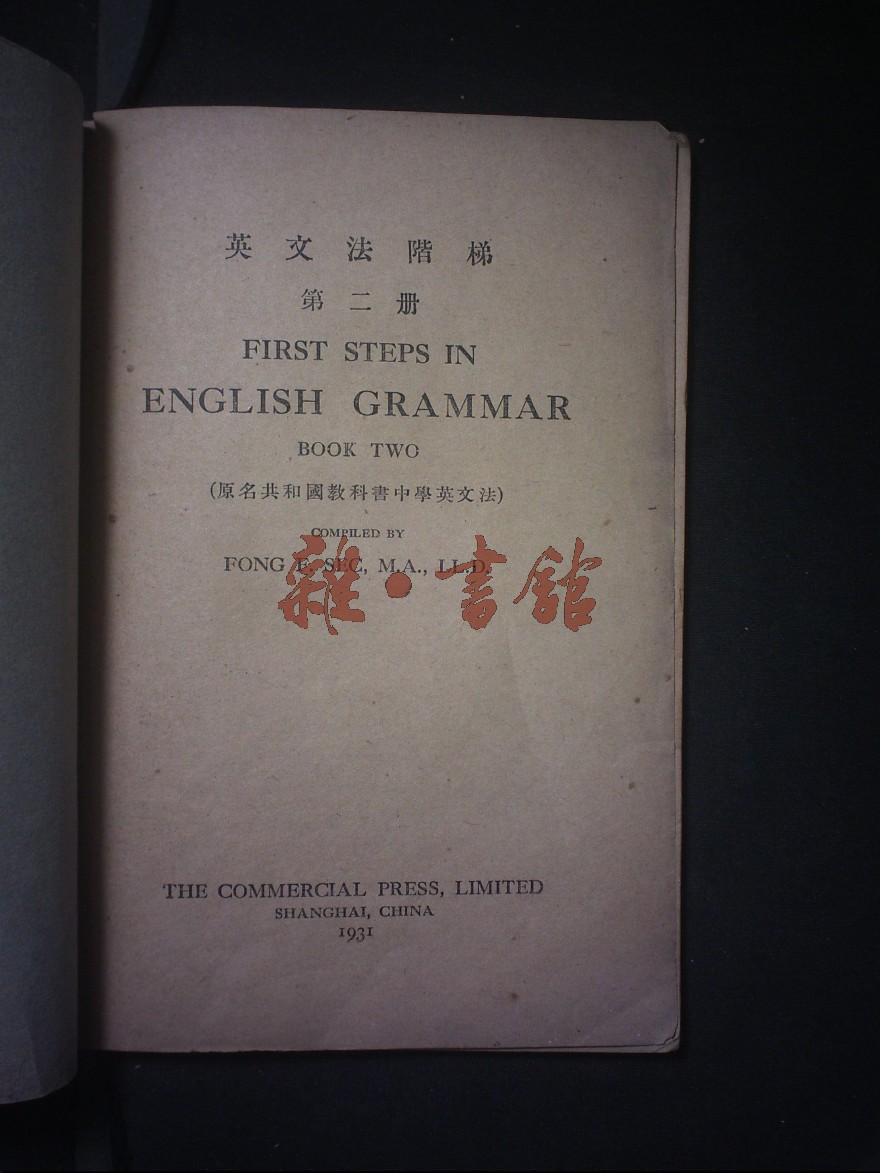 英文法階梯
第二册
FIRST STEPS IN
ENGLISH GRAMMAR
BOOK TWO
(原名共和國教科書中學英文法)
COMPILED BY
FONG F. SEC, M.A., LL.D.
雜·書館
THE COMMERCIAL PRESS, LIMITED
SHANGHAI, CHINA
1931